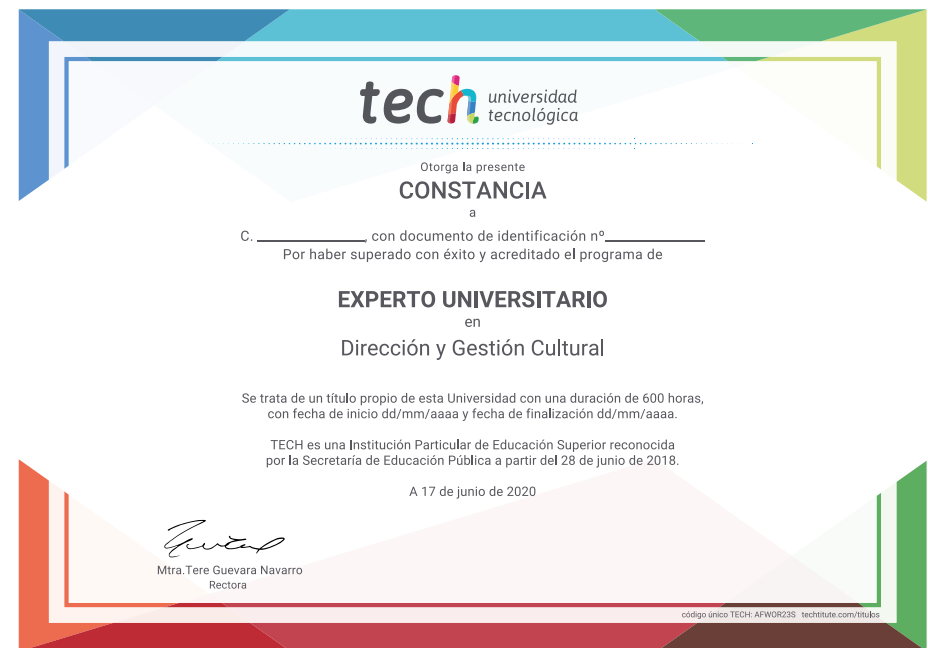 tech universidad
tecnológica
Otorga la presente
CONSTANCIA
a
C. ______________, con documento de identificación nº_____________
Por haber superado con éxito y acreditado el programa de
EXPERTO UNIVERSITARIO
en
Dirección y Gestión Cultural
Se trata de un título propio de esta Universidad con una duración de 600 horas,
con fecha de inicio dd/mm/aaaa y fecha de finalización dd/mm/aaaa.
TECH es una Institución Particular de Educación Superior reconocida
por la Secretaría de Educación Pública a partir del 28 de junio de 2018.
A 17 de junio de 2020
Mtra.Tere Guevara Navarro
Rectora
código único TECH: AFWOR23S techtitute.com/titulos